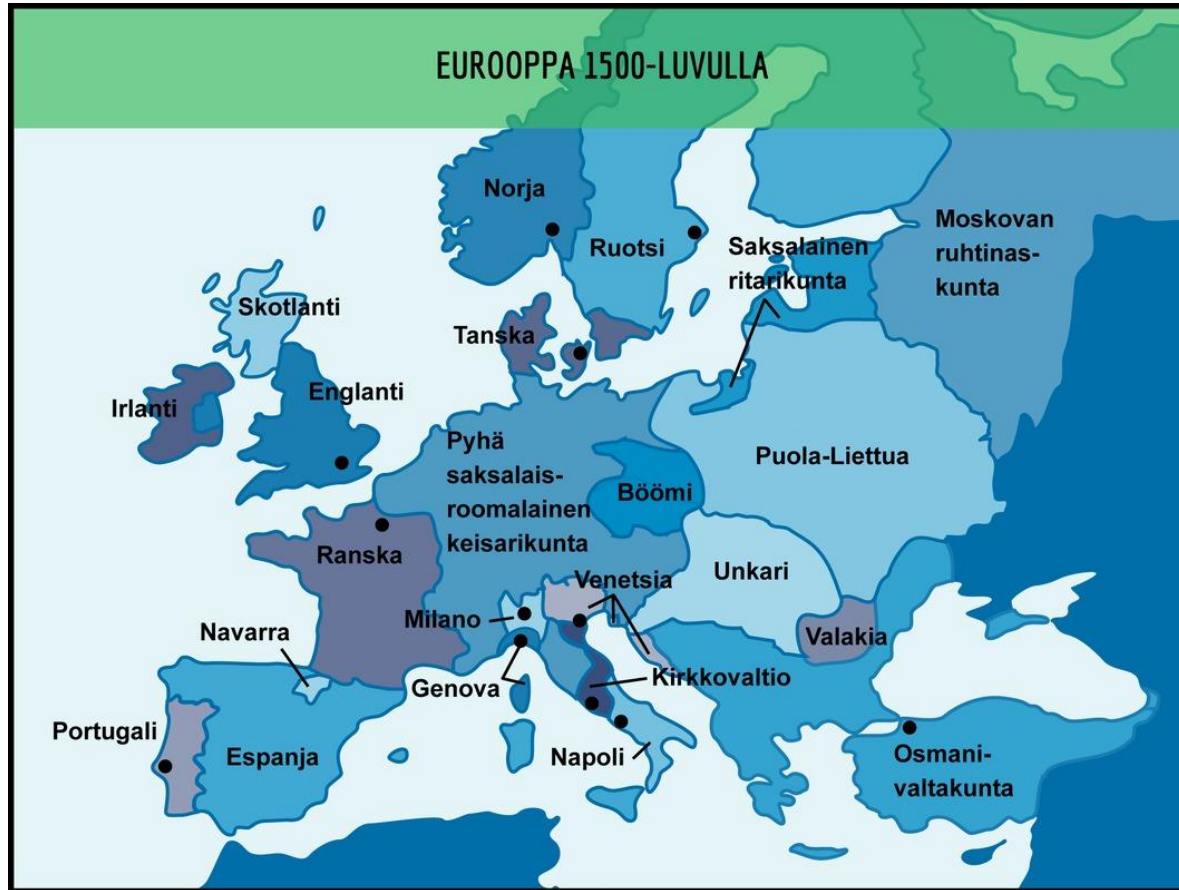 EUROOPPA 1500-LUVULLA
Norja
Ruotsi
Saksalainen
ritarikunta
Moskovan
ruhtinas-
kunta
Skotlanti
Tanska
Irlanti
Englanti
Pyhä
saksalais-
roomalainen
keisarikunta
Böömi
Puola-Liettua
Ranska
Unkari
Venetsia
Milano
Navarra
Valakia
Genova
Kirkkovaltio
Portugali
Espanja
Napoli
Osmani-
valtakunta